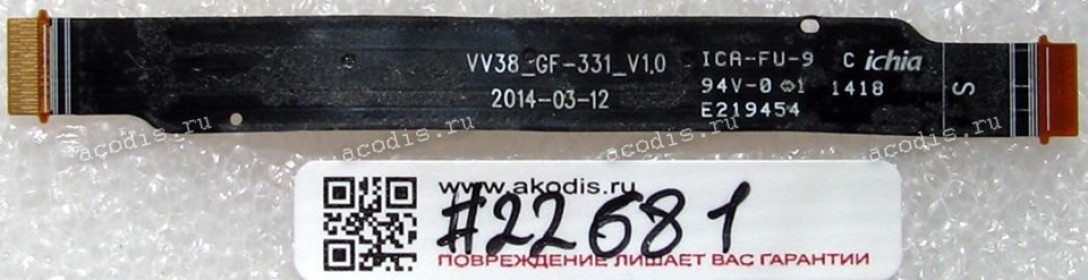 VV38_GF-331_V1.0
2014-03-12
ICA-FU-9 C ichia
94V-0 1 1418
E219454
S
acodis.ru
acodis.ru
acodis.ru
acodis.ru
www.akodis.ru
#22681
ПОВРЕЖДЕНИЕ ЛИШАЕТ ВАС ГАРАНТИИ